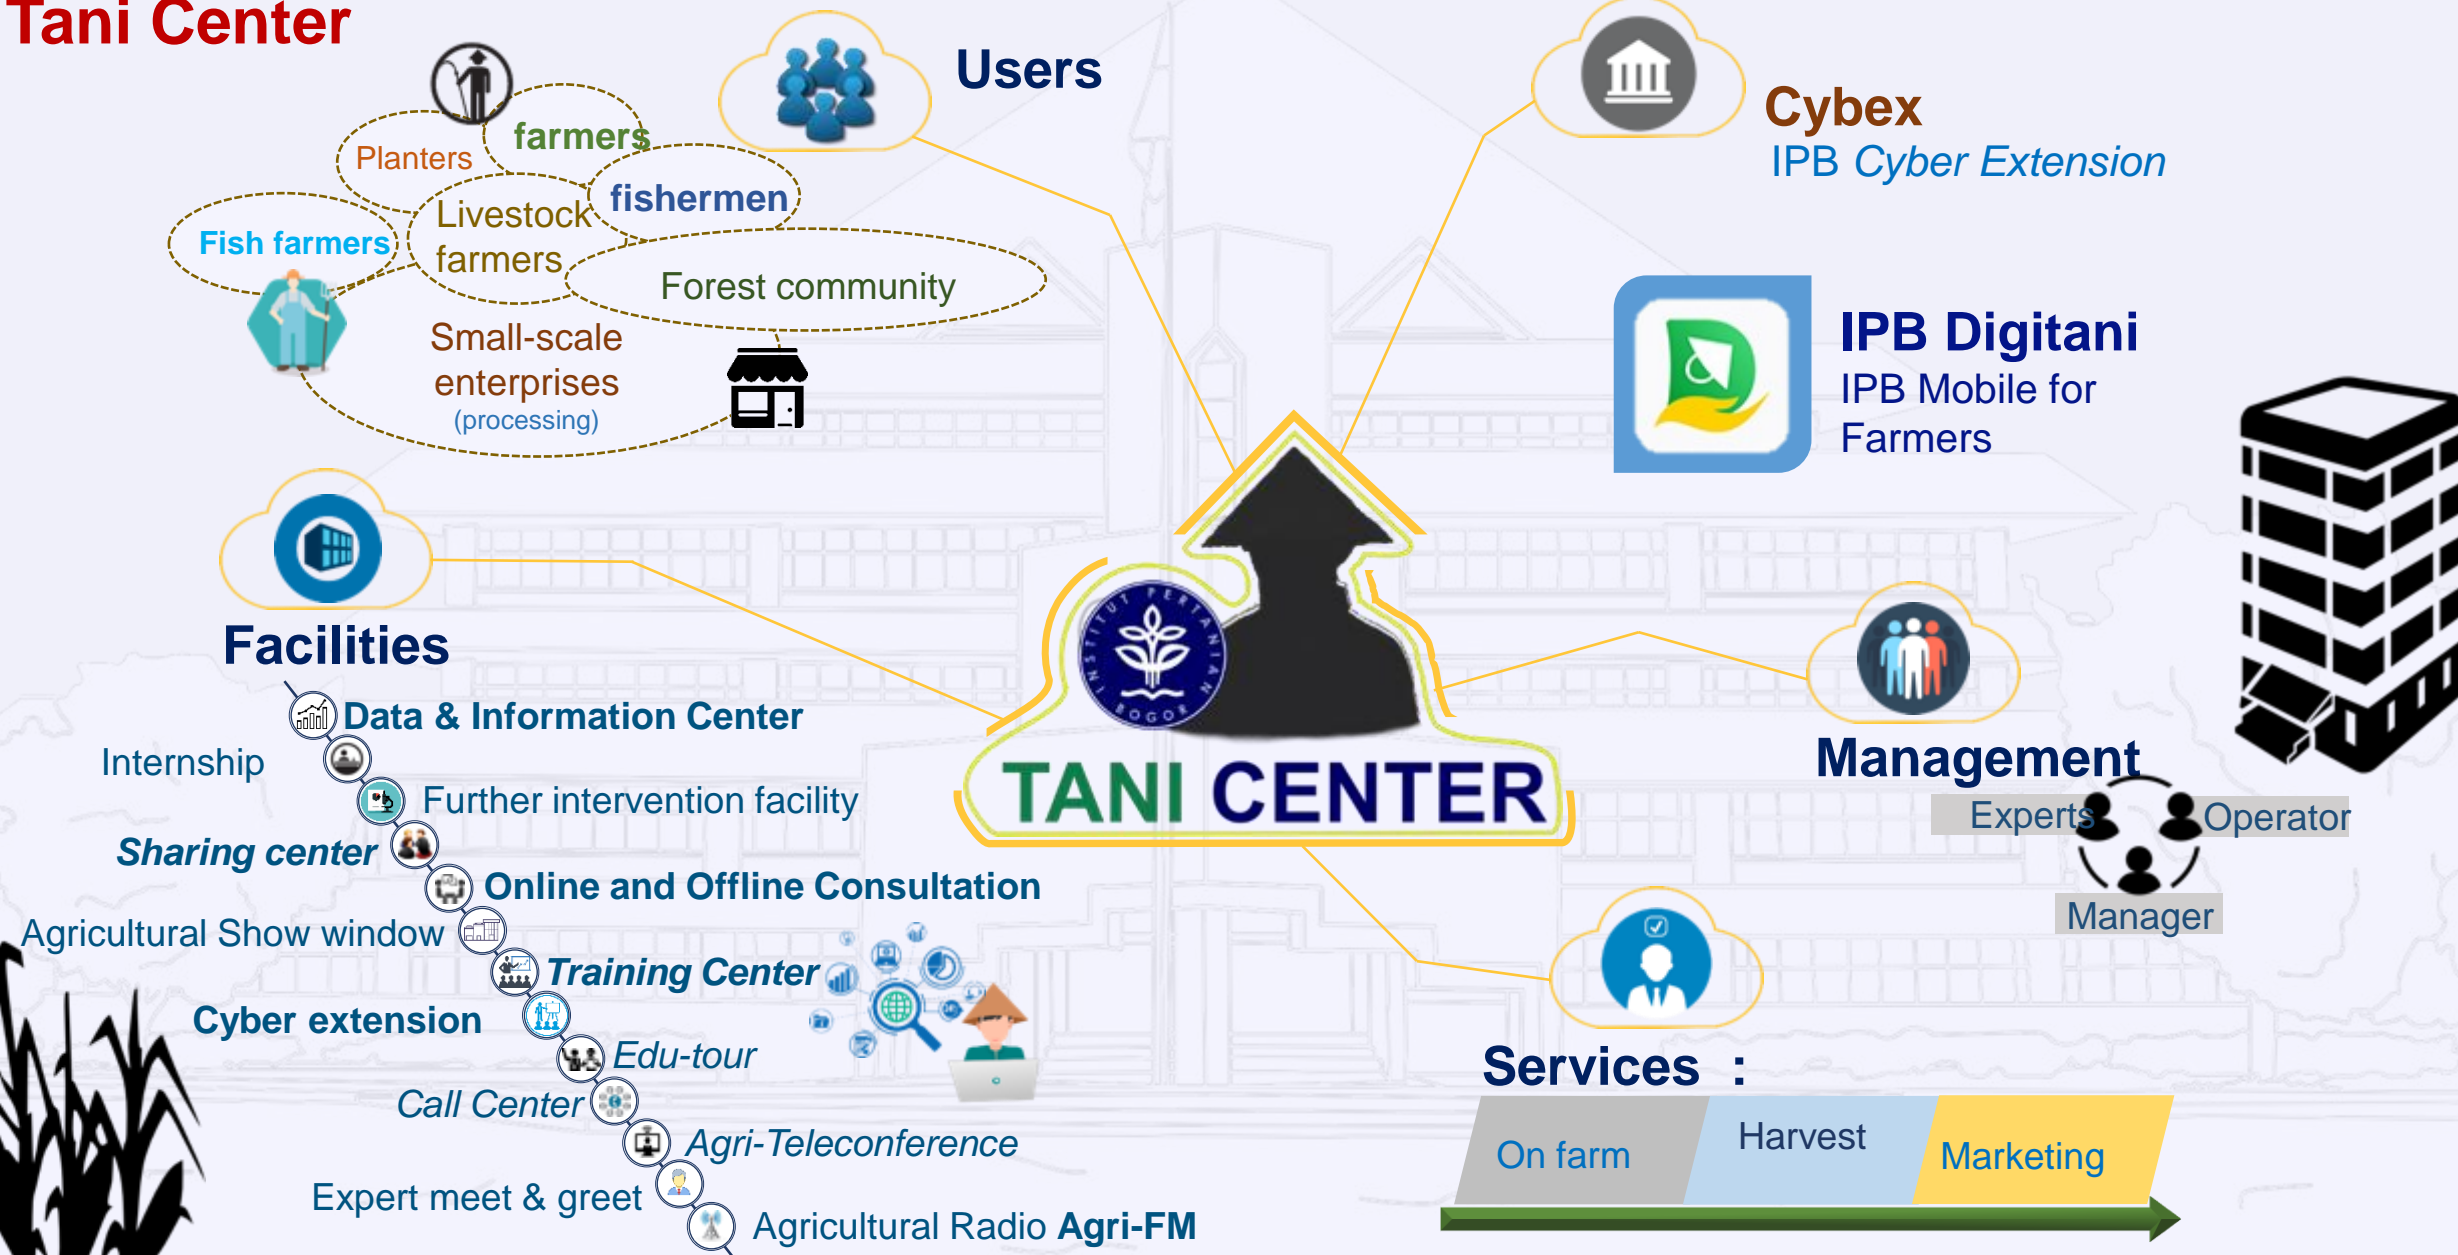 Tani Center
Users
farmers
Planters
fishermen
Livestock
farmers
Fish farmers
Forest community
Small-scale
enterprises
(processing)
Cybex
IPB Cyber Extension
IPB Digitani
IPB Mobile for
Farmers
Facilities
Data & Information Center
Internship
Further intervention facility
Sharing center
Online and Offline Consultation
Agricultural Show window
Training Center
Cyber extension
Edu-tour
Call Center
Agri-Teleconference
Expert meet & greet
Agricultural Radio Agri-FM
INSTITUT PERTANIAN
BOGOR
TANI CENTER
Management
Experts
Operator
Manager
Services :
On farm
Harvest
Marketing